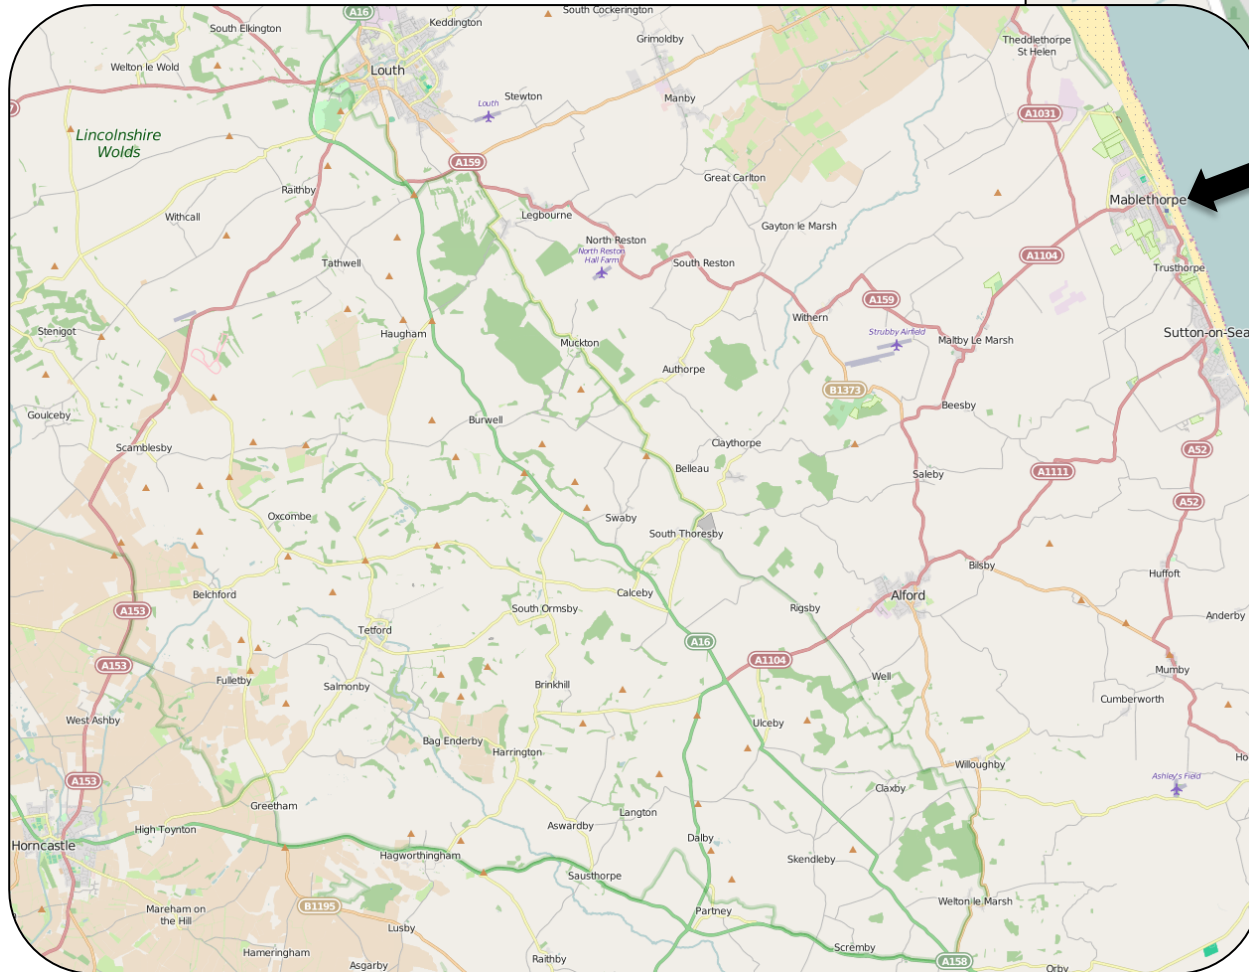 A16
Keddington
South Cockerington
South Elkington
Grimoldby
Theddlethorpe
St Helen
Welton le Wold
Louth
Stewton
Louth
Manby
A1031
Lincolnshire
Wolds
A159
Great Carlton
Raithby
Mablethorpe
Legbourne
Withcall
Gayton le Marsh
North Reston
North Reston
Hall Farm
A1104
Tathwell
South Reston
Trusthorpe
A159
Withern
Stenigot
Haugham
Strubby Airfield
Sutton-on-Sea
Muckton
Maltby Le Marsh
Authorpe
B1373
Beesby
Goulceby
Burwell
Scamblesby
Claythorpe
A52
Belleau
A1111
Saleby
A52
Oxcombe
Swaby
South Thoresby
Bilsby
Huffoft
Belchford
Calceby
Alford
A153
South Ormsby
Rigsby
Anderby
Tetford
A16
A153
A1104
Mumby
Fulletby
Salmonby
Brinkhill
Well
Cumberworth
West Ashby
Ulceby
Bag Enderby
Harrington
Ho
Willoughby
A153
Ashley's Field
Claxby
Greetham
Langton
High Toynton
Aswardby
Dalby
Horncastle
Hagworthingham
Skendleby
Sausthorpe
B1195
Welton le Marsh
Mareham on
the Hill
Partney
Lusby
Scremby
Hameringham
Raithby
A158
Asgarby
Orby